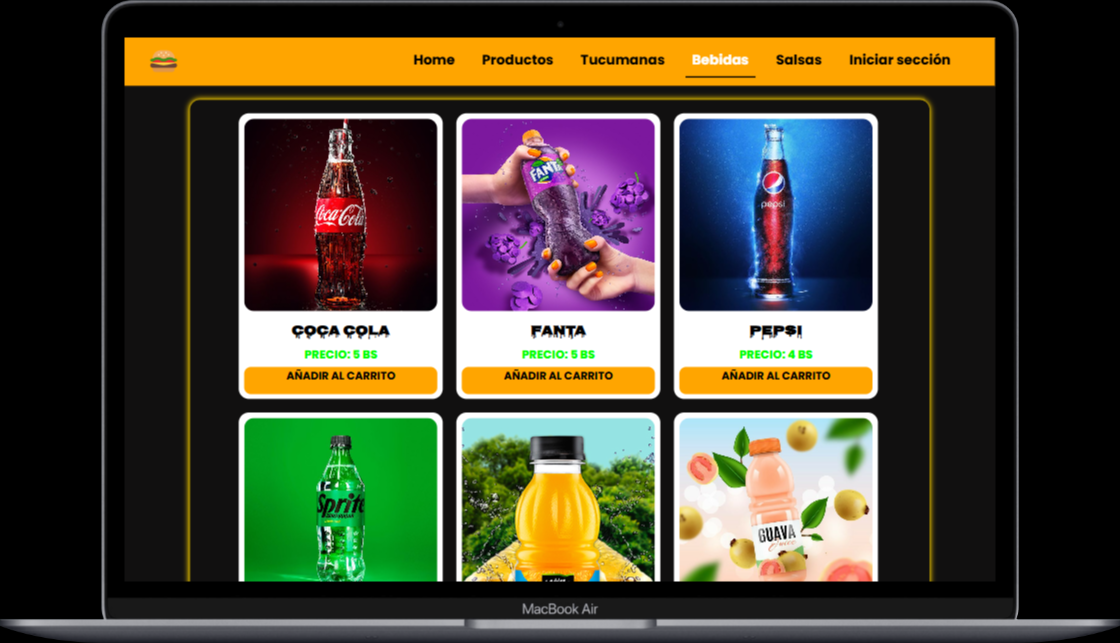 Home Productos Tucumanas Bebidas Salsas Iniciar sección
Coca-Cola
FANTA
pepsi
COCA COLA
PRECIO: 5 BS
AÑADIR AL CARRITO
FANTA
PRECIO: 5 BS
AÑADIR AL CARRITO
PEPSI
PRECIO: 4 BS
AÑADIR AL CARRITO
Sprite
GUAVA
juice
MacBook Air